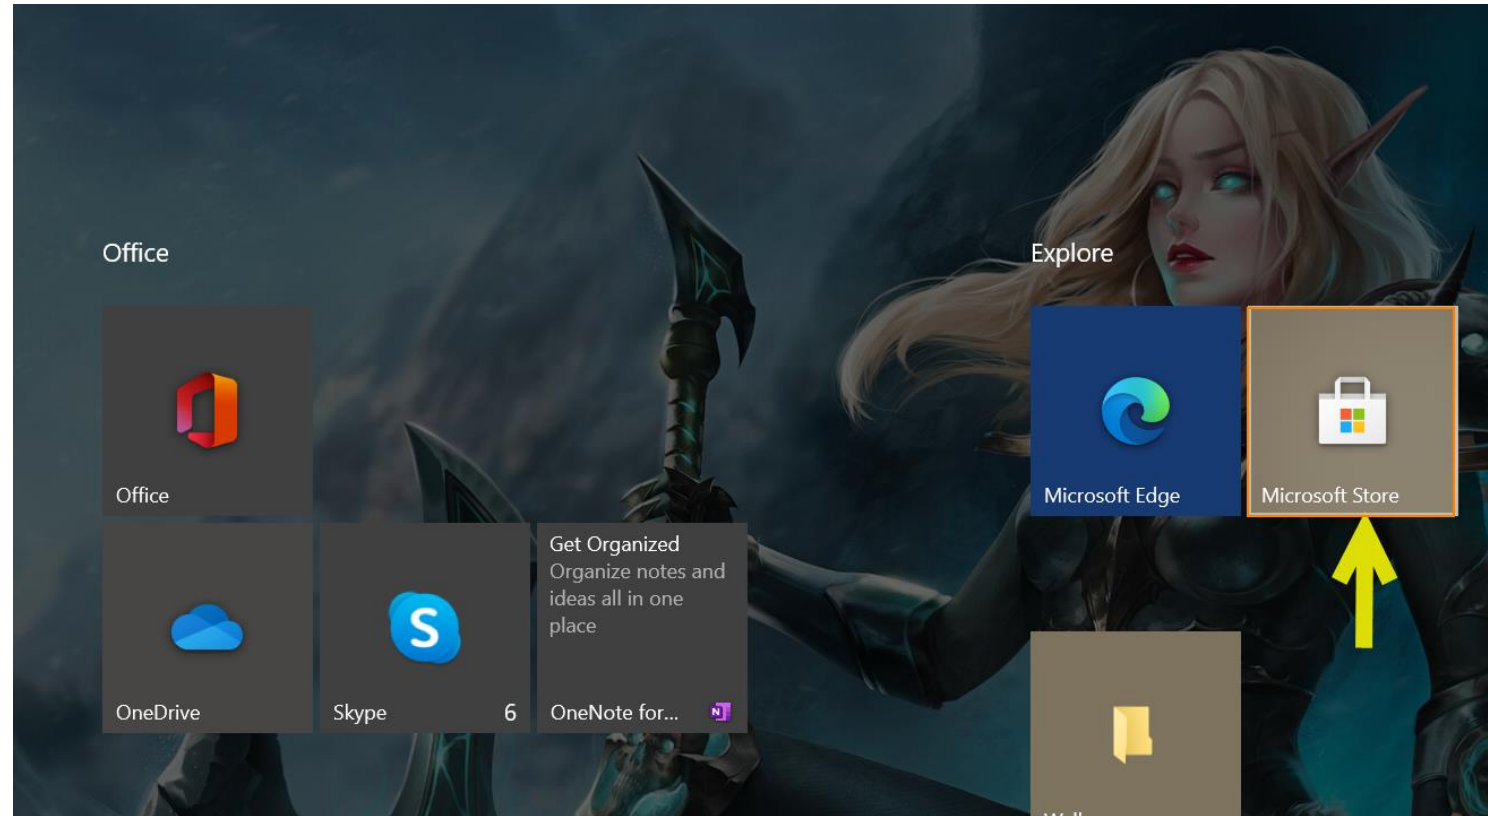 Office
Explore
Office
Microsoft Edge
Microsoft Store
Get Organized
Organize notes and
ideas all in one
place
OneDrive
Skype
6
OneNote for...